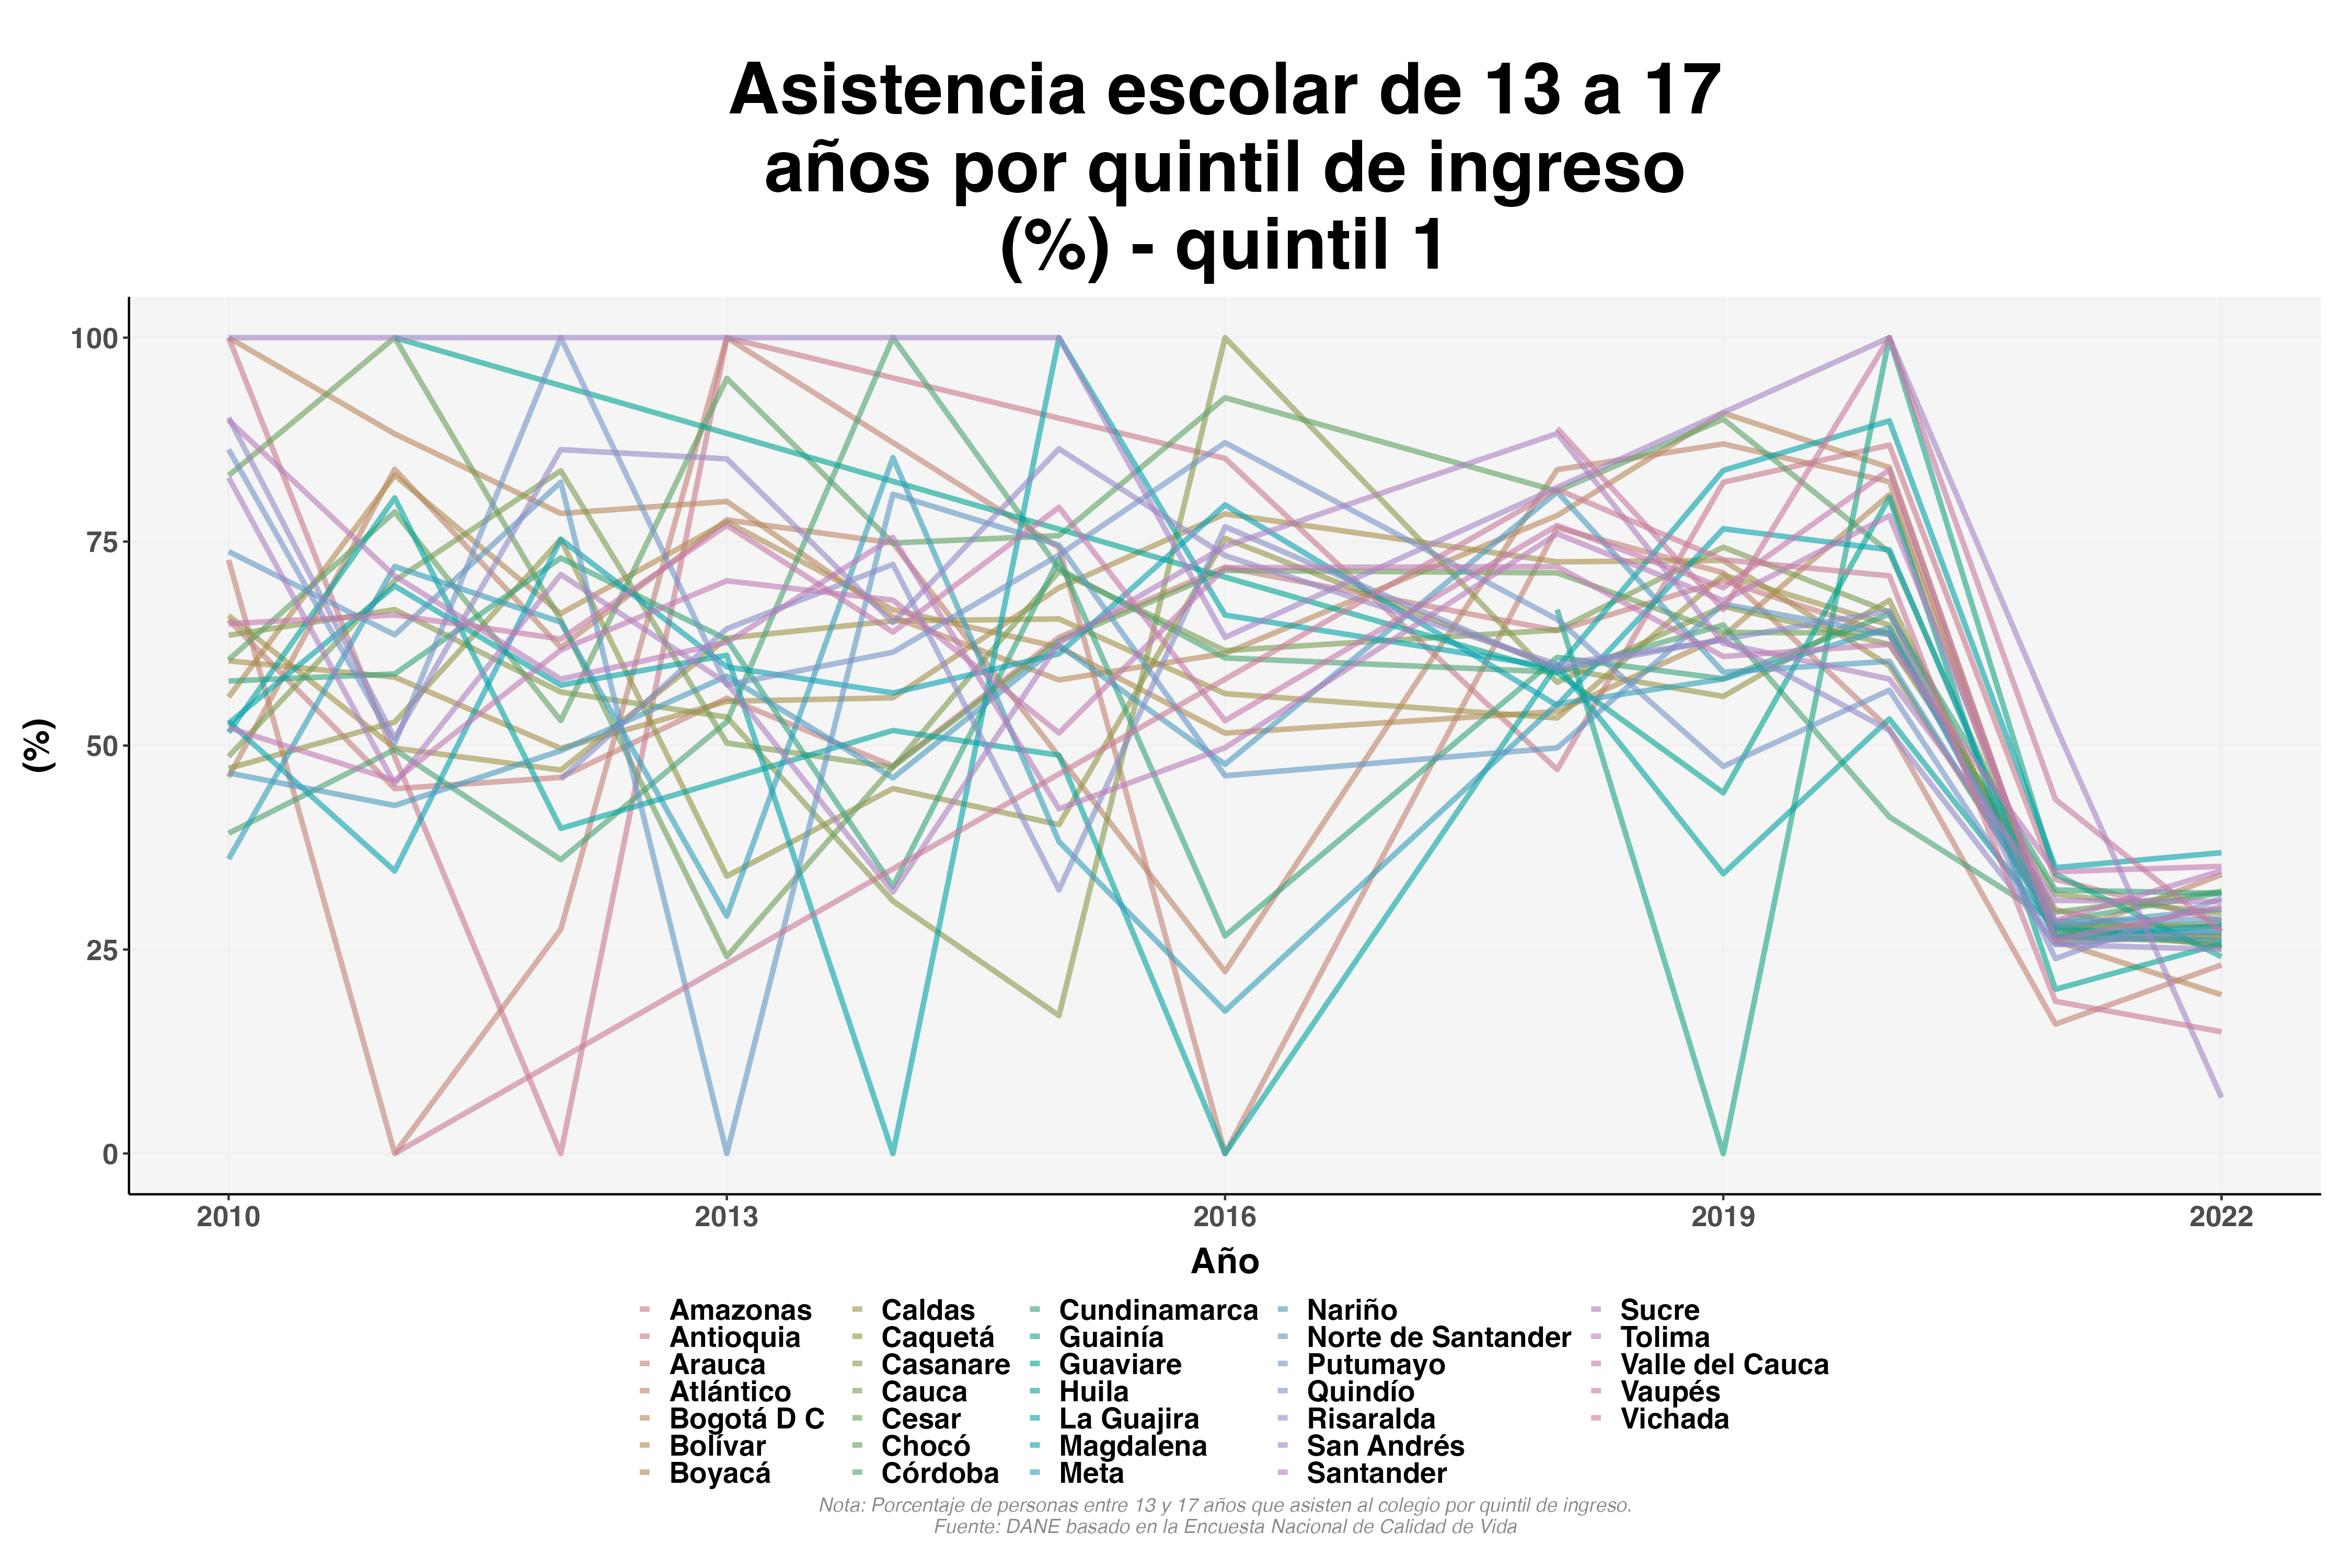 Asistencia escolar de 13 a 17
años por quintil de ingreso
(%) - quintil 1
(%)
100
75
50
25
0
2010 2013 2016 2019 2022
Año
Amazonas Caldas Cundinamarca Nariño Sucre
Antioquia Caquetá Guainía Norte de Santander Tolima
Arauca Casanare Guaviare Putumayo Valle del Cauca
Atlántico Cauca Huila Quindío Vaupés
Bogotá D C Cesar La Guajira Risaralda Vichada
Bolívar Chocó Magdalena San Andrés
Boyacá Córdoba Meta Santander
Nota: Porcentaje de personas entre 13 y 17 años que asisten al colegio por quintil de ingreso.
Fuente: DANE basado en la Encuesta Nacional de Calidad de Vida